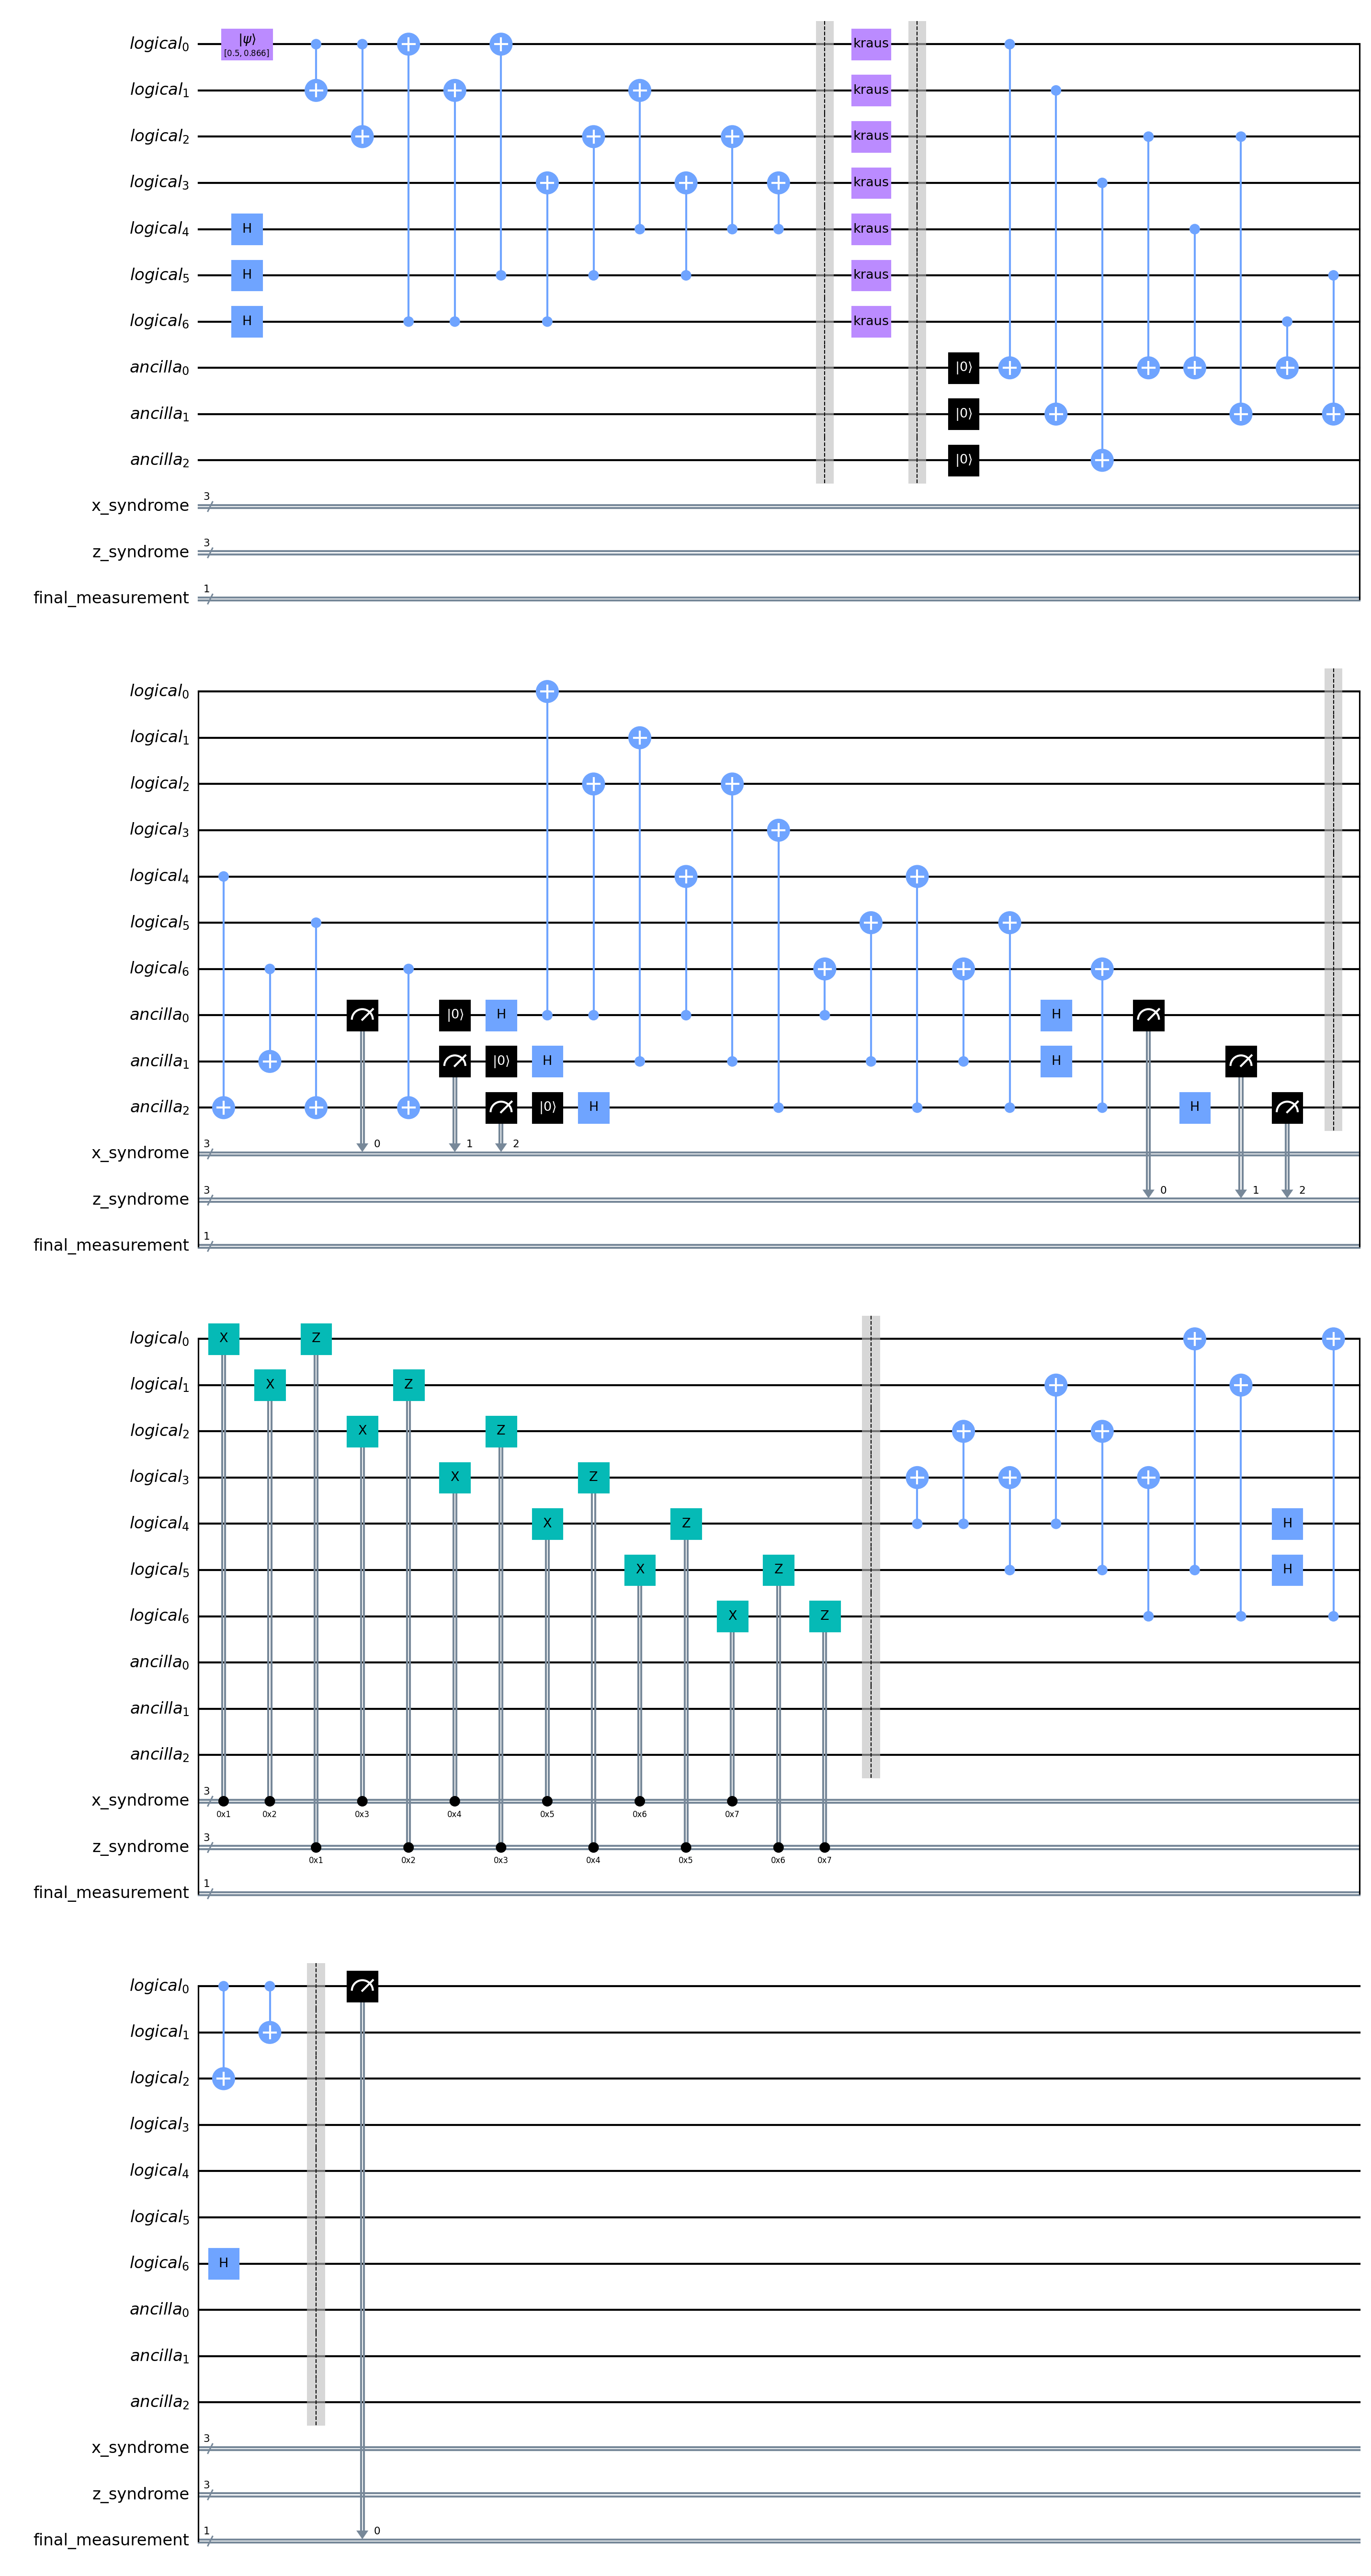 logical₀ |ψ⟩ kraus
[0.5, 0.866]
logical₁ kraus
logical₂ kraus
logical₃ kraus
logical₄ H kraus
logical₅ H kraus
logical₆ H kraus
ancilla₀ |0⟩
ancilla₁ |0⟩
ancilla₂ |0⟩
x_syndrome 3
z_syndrome 3
final_measurement 1
logical₀
logical₁
logical₂
logical₃
logical₄
logical₅
logical₆
ancilla₀ |0⟩ H H
ancilla₁ |0⟩ H H
ancilla₂ |0⟩ H H
x_syndrome 3 0 1 2
z_syndrome 3 0 1 2
final_measurement 1
logical₀ X Z
logical₁ X Z
logical₂ X Z
logical₃ X Z
logical₄ X Z H
logical₅ X Z H
logical₆ X Z
ancilla₀
ancilla₁
ancilla₂
x_syndrome 3
0x1 0x2 0x3 0x4 0x5 0x6 0x7
z_syndrome 3
0x1 0x2 0x3 0x4 0x5 0x6 0x7
final_measurement 1
logical₀
logical₁
logical₂
logical₃
logical₄
logical₅
logical₆ H
ancilla₀
ancilla₁
ancilla₂
x_syndrome 3
z_syndrome 3
final_measurement 1 0